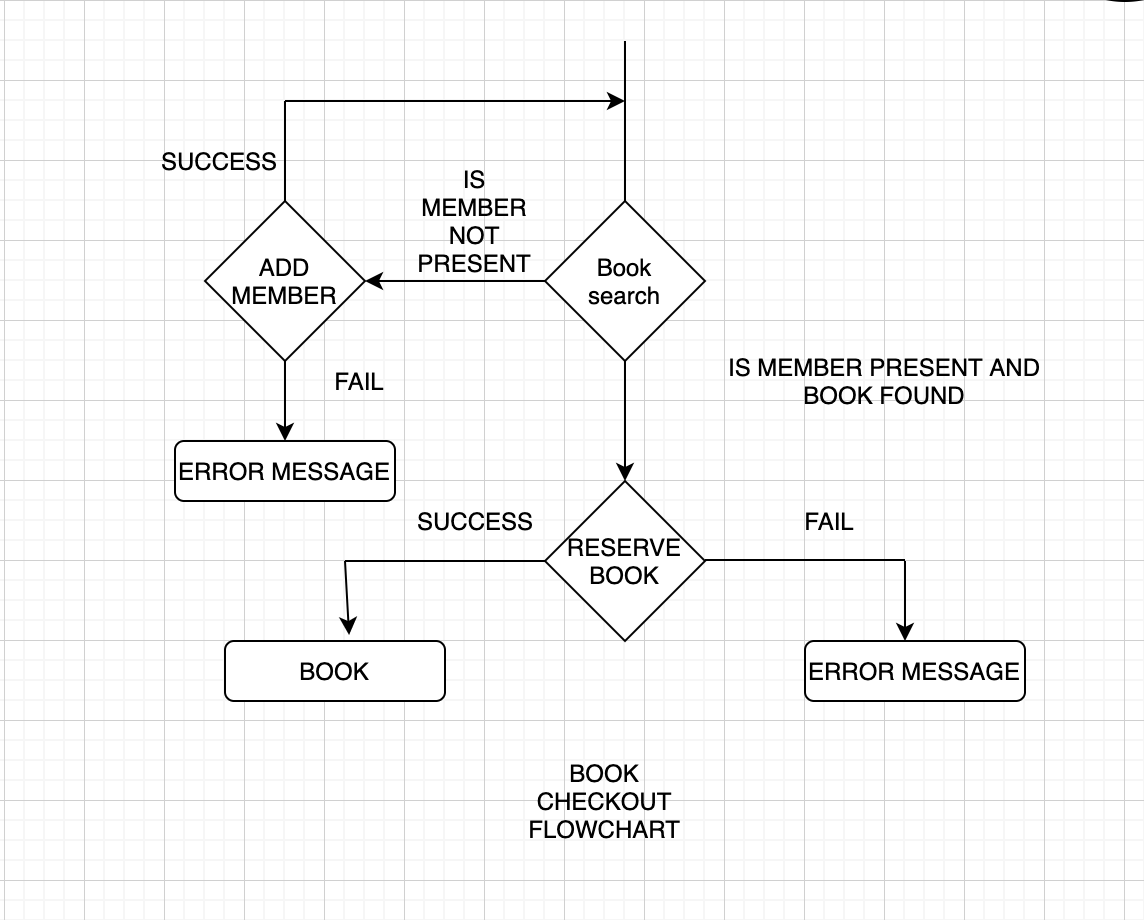 SUCCESS
IS
MEMBER
NOT
PRESENT
ADD
MEMBER
Book
search
FAIL
IS MEMBER PRESENT AND
BOOK FOUND
ERROR MESSAGE
SUCCESS
FAIL
RESERVE
BOOK
BOOK
ERROR MESSAGE
BOOK
CHECKOUT
FLOWCHART